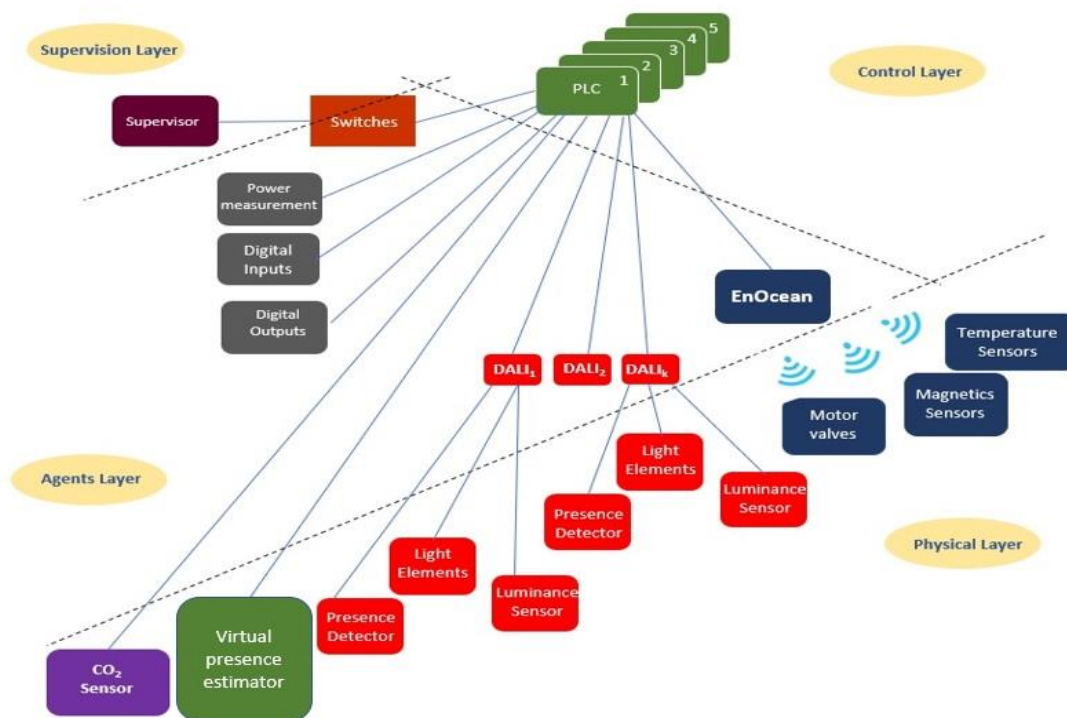 Supervision Layer
5
4
3
2
1
PLC
Control Layer
Supervisor
Switches
Power
measurement
Digital
Inputs
Digital
Outputs
EnOcean
Temperature
Sensors
Magnetics
Sensors
Motor
valves
DALI₁
DALI₂
DALIₖ
Light
Elements
Luminance
Sensor
Presence
Detector
Agents Layer
Physical Layer
Light
Elements
Luminance
Sensor
Presence
Detector
Virtual
presence
estimator
CO₂
Sensor